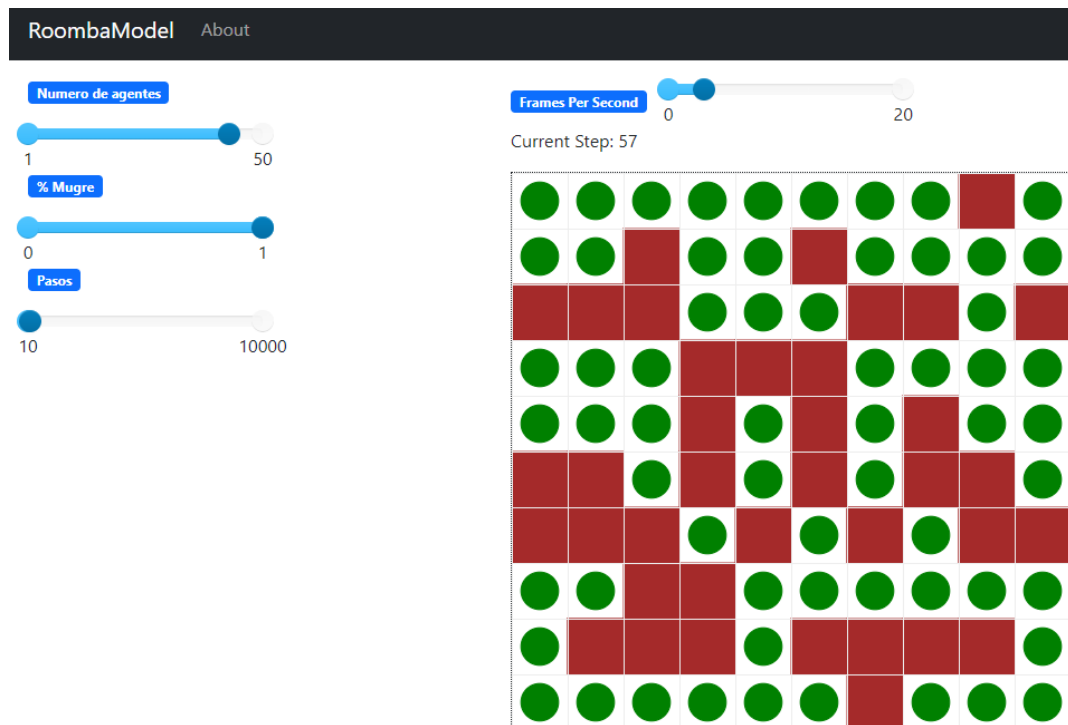 RoombaModel About
Numero de agentes
1 50
% Mugre
0 1
Pasos
10 10000
Frames Per Second
0 20
Current Step: 57